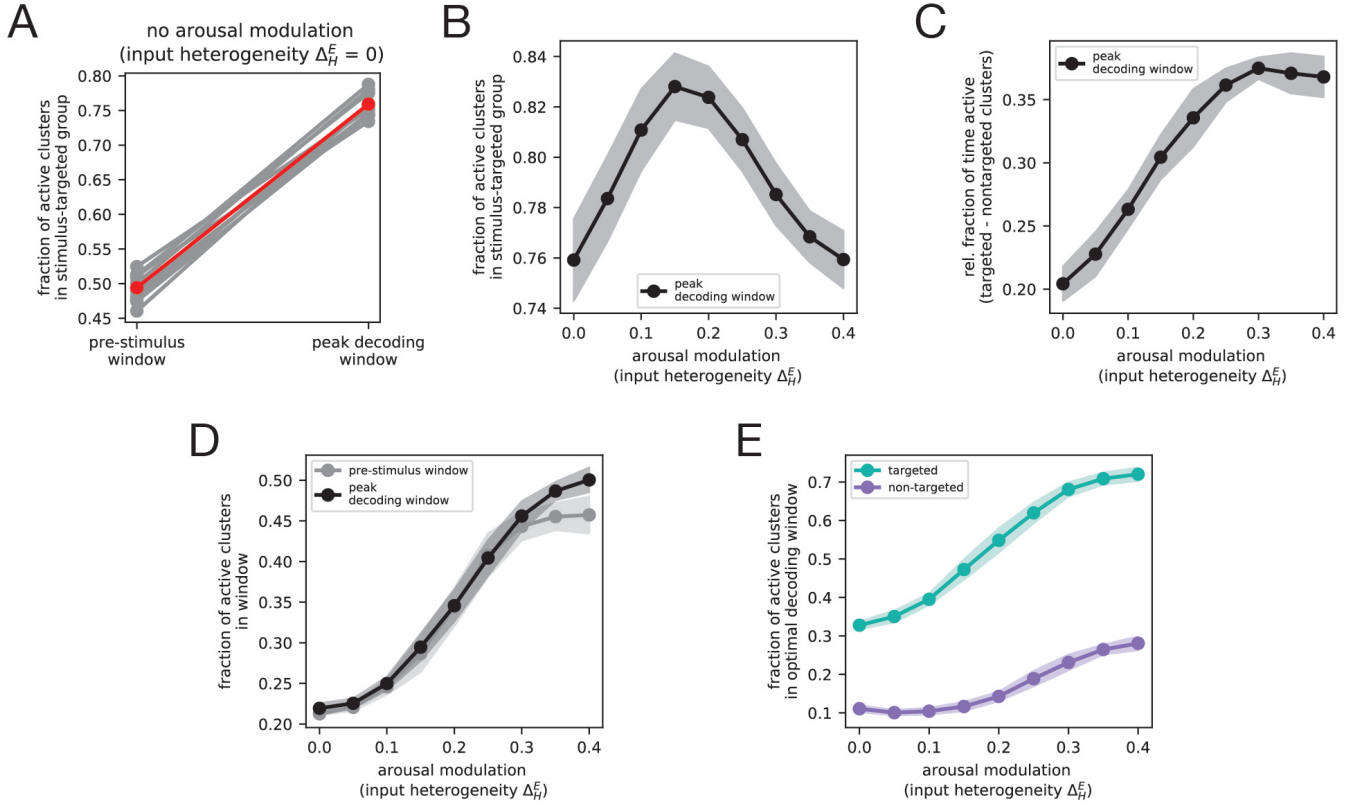 A
no arousal modulation
(input heterogeneity Δ_H^E = 0)
fraction of active clusters
in stimulus-targeted group
0.80
0.75
0.70
0.65
0.60
0.55
0.50
0.45
pre-stimulus
window
peak decoding
window
B
fraction of active clusters
in stimulus-targeted group
0.84
0.82
0.80
0.78
0.76
0.74
peak
decoding window
0.0 0.1 0.2 0.3 0.4
arousal modulation
(input heterogeneity Δ_H^E)
C
rel. fraction of time active
(targeted - nontargeted clusters)
peak
decoding window
0.35
0.30
0.25
0.20
0.0 0.1 0.2 0.3 0.4
arousal modulation
(input heterogeneity Δ_H^E)
D
fraction of active clusters
in window
pre-stimulus window
peak
decoding window
0.50
0.45
0.40
0.35
0.30
0.25
0.20
0.0 0.1 0.2 0.3 0.4
arousal modulation
(input heterogeneity Δ_H^E)
E
fraction of active clusters
in optimal decoding window
targeted
non-targeted
0.7
0.6
0.5
0.4
0.3
0.2
0.1
0.0 0.1 0.2 0.3 0.4
arousal modulation
(input heterogeneity Δ_H^E)